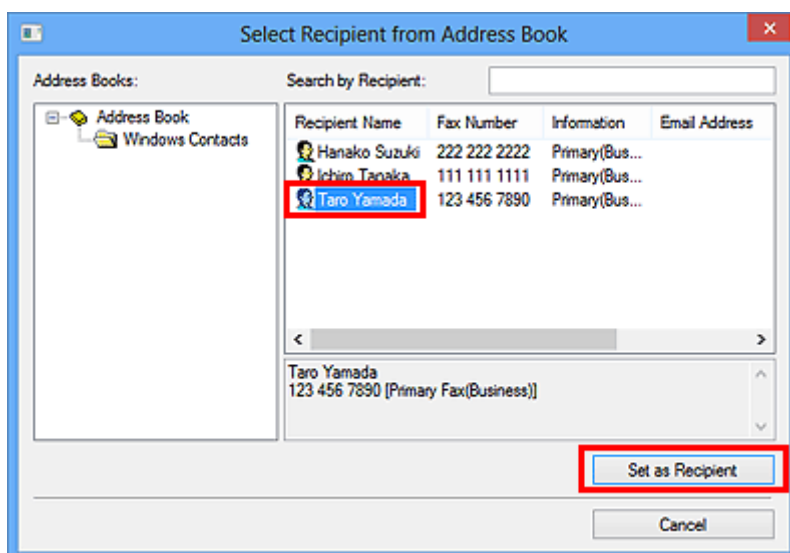 Select Recipient from Address Book
Address Books:
Search by Recipient:
Address Book
Windows Contacts
Recipient Name Fax Number Information Email Address
Hanako Suzuki 222 222 2222 Primary(Bus...
Ichiro Tanaka 111 111 1111 Primary(Bus...
Taro Yamada 123 456 7890 Primary(Bus...
Taro Yamada
123 456 7890 [Primary Fax(Business)]
Set as Recipient
Cancel